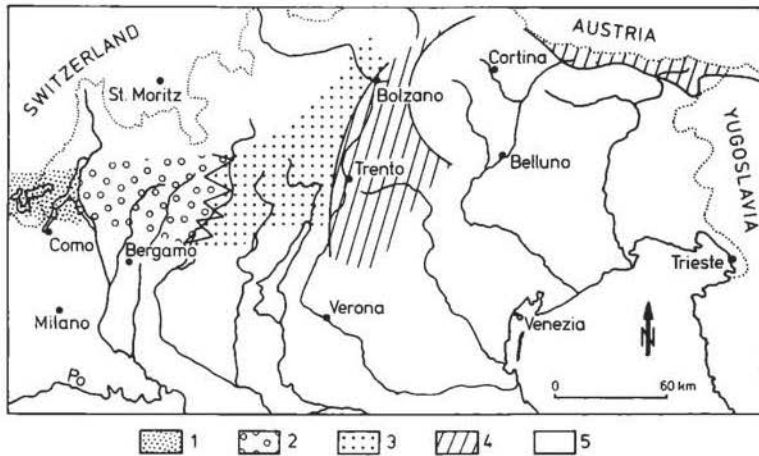 AUSTRIA
SWITZERLAND
Cortina
St. Moritz
Bolzano
YUGOSLAVIA
Belluno
Trento
Como
Bergamo
Trieste
Milano
Verona
Venezia
N
Po
0 60 km
1 2 3 4 5